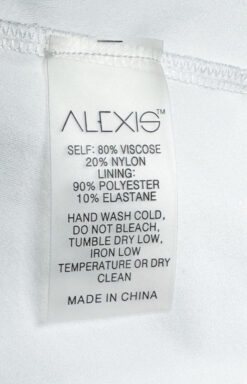 ALEXIS™
SELF: 80% VISCOSE
20% NYLON
LINING:
90% POLYESTER
10% ELASTANE
HAND WASH COLD,
DO NOT BLEACH,
TUMBLE DRY LOW,
IRON LOW
TEMPERATURE OR DRY
CLEAN
MADE IN CHINA